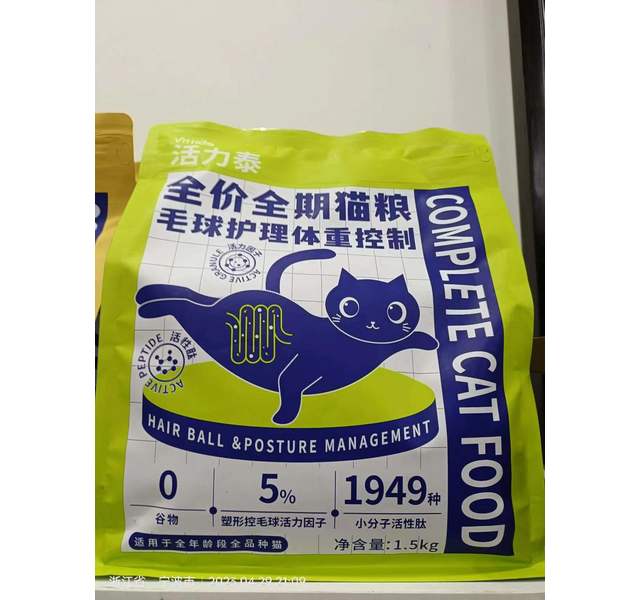 活力泰
全价全期猫粮
毛球护理体重控制
COMPLETE CAT FOOD
活力因子
ACTIVE GRANULE
活性肽
ACTIVE PEPTIDE
HAIR BALL & POSTURE MANAGEMENT
0
谷物
5%
塑形控毛球活力因子
1949种
小分子活性肽
适用于全年龄段全品种猫
净含量:1.5kg